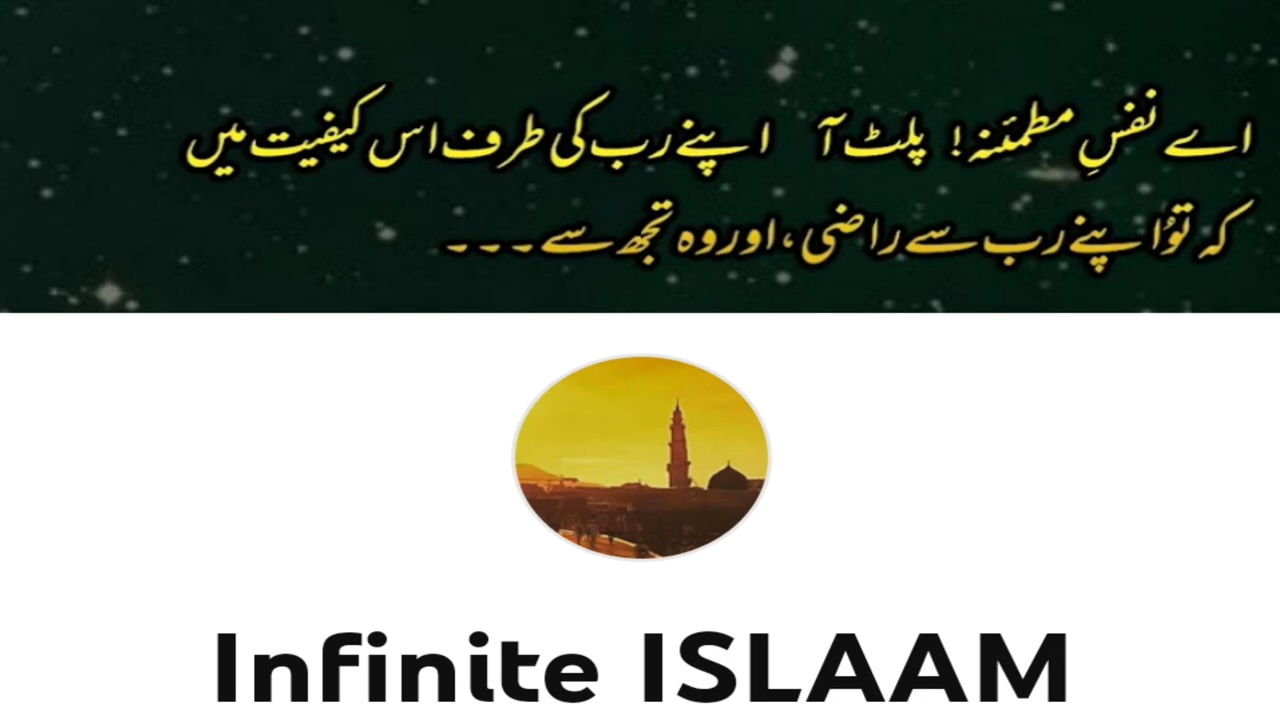 اے نفسِ مطمئنہ! پلٹ آ اپنے رب کی طرف اس کیفیت میں
کہ تُو اپنے رب سے راضی، اور وہ تجھ سے ---
Infinite ISLAAM